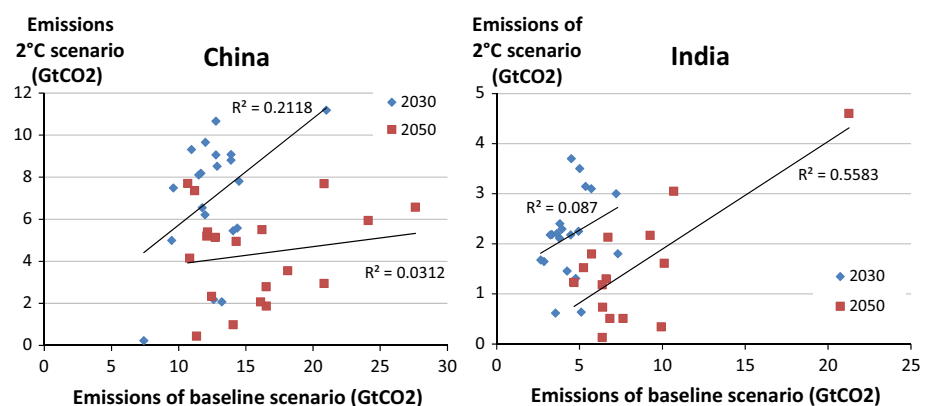 Emissions
2°C scenario
(GtCO2)
China
12
10
8
6
4
2
0
0
5
10
15
20
25
30
R² = 0.2118
R² = 0.0312
2030
2050
Emissions of baseline scenario (GtCO2)
Emissions of
2°C scenario
(GtCO2)
India
5
4
3
2
1
0
0
5
10
15
20
25
R² = 0.087
R² = 0.5583
2030
2050
Emissions of baseline scenario (GtCO2)